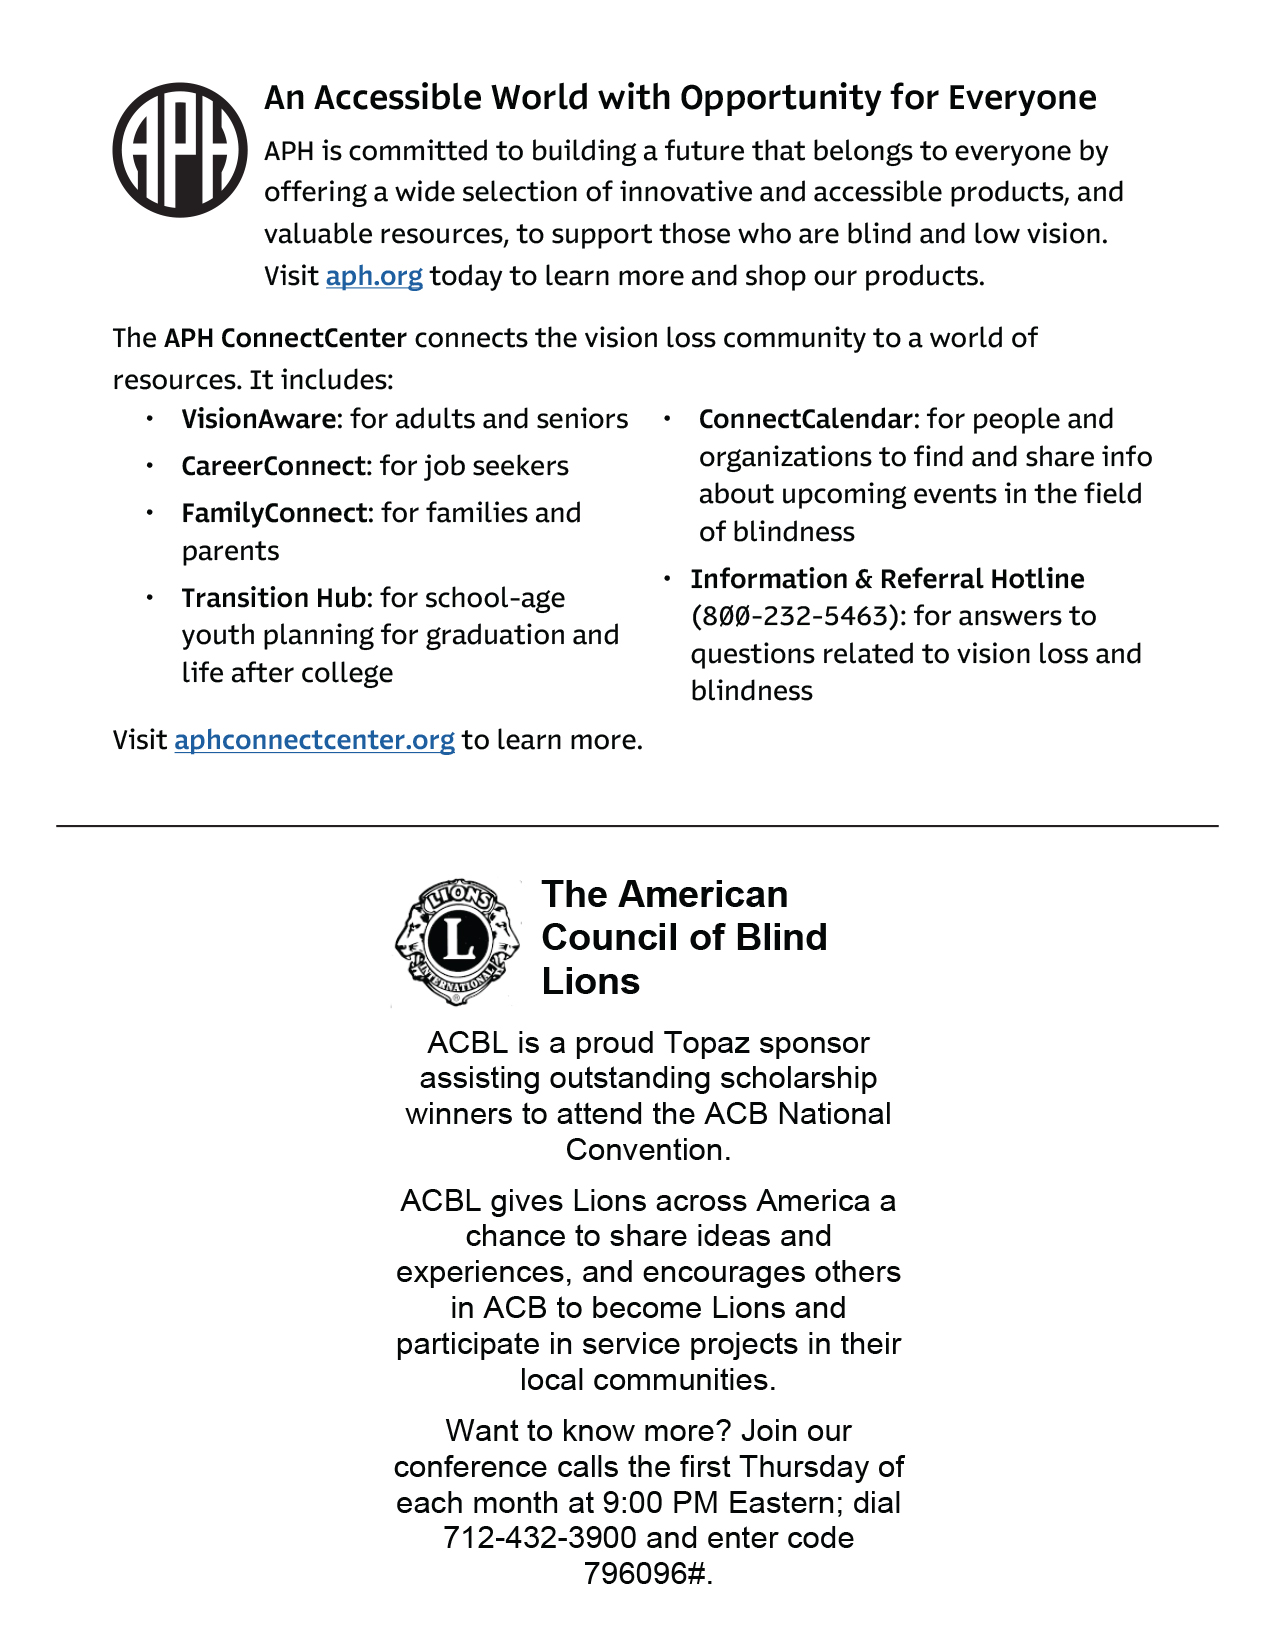 APH
An Accessible World with Opportunity for Everyone
APH is committed to building a future that belongs to everyone by
offering a wide selection of innovative and accessible products, and
valuable resources, to support those who are blind and low vision.
Visit aph.org today to learn more and shop our products.
The APH ConnectCenter connects the vision loss community to a world of
resources. It includes:
• VisionAware: for adults and seniors
• CareerConnect: for job seekers
• FamilyConnect: for families and
parents
• Transition Hub: for school-age
youth planning for graduation and
life after college
• ConnectCalendar: for people and
organizations to find and share info
about upcoming events in the field
of blindness
• Information & Referral Hotline
(800-232-5463): for answers to
questions related to vision loss and
blindness
Visit aphconnectcenter.org to learn more.
LIONS
L
INTERNATIONAL
®
The American
Council of Blind
Lions
ACBL is a proud Topaz sponsor
assisting outstanding scholarship
winners to attend the ACB National
Convention.
ACBL gives Lions across America a
chance to share ideas and
experiences, and encourages others
in ACB to become Lions and
participate in service projects in their
local communities.
Want to know more? Join our
conference calls the first Thursday of
each month at 9:00 PM Eastern; dial
712-432-3900 and enter code
796096#.